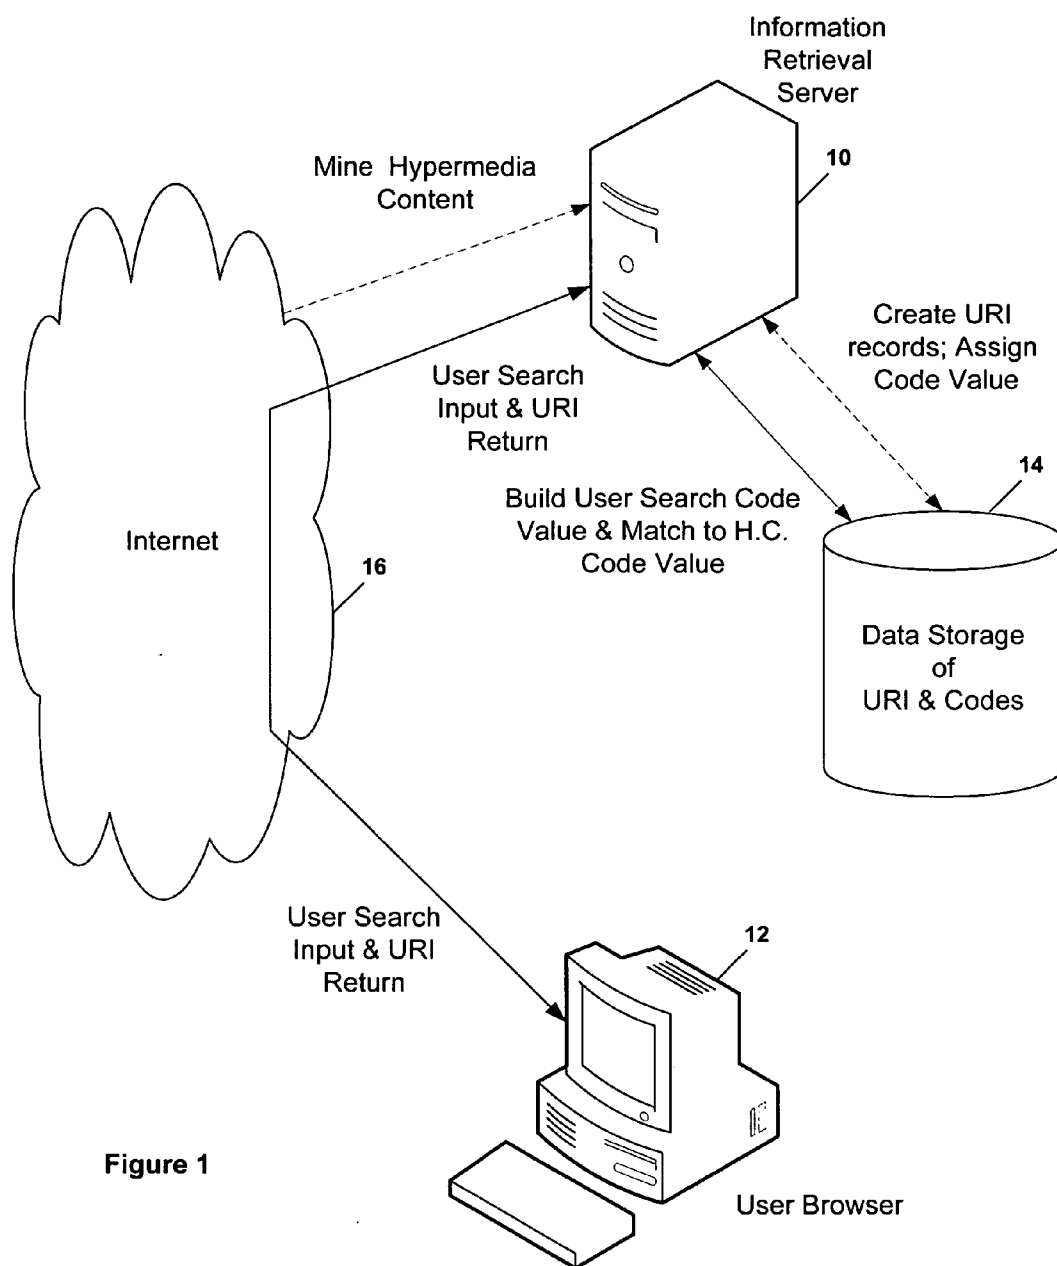 Information
Retrieval
Server
10
Mine Hypermedia
Content
Create URI
records; Assign
Code Value
User Search
Input & URI
Return
14
Build User Search Code
Value & Match to H.C.
Code Value
Internet
16
Data Storage
of
URI & Codes
User Search
Input & URI
Return
12
Figure 1
User Browser